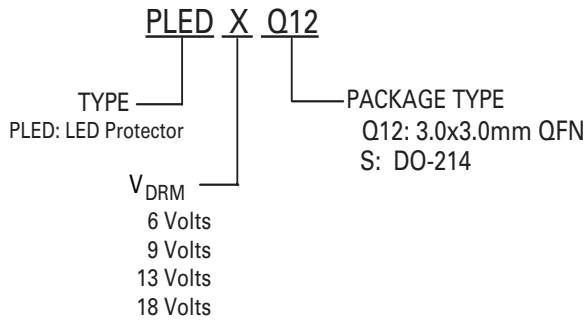 PLED X Q12
TYPE
PLED: LED Protector
PACKAGE TYPE
Q12: 3.0x3.0mm QFN
S: DO-214
VDRM
6 Volts
9 Volts
13 Volts
18 Volts